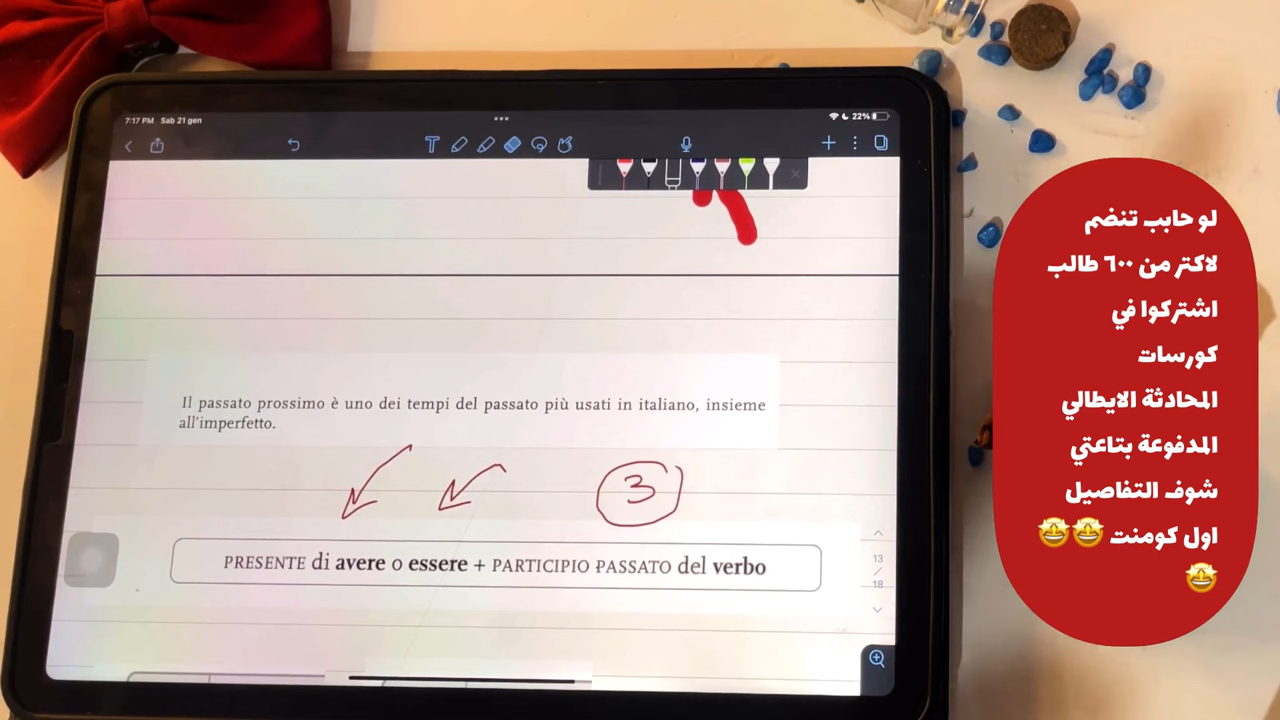 7:17 PM Sab 21 gen
22%
Il passato prossimo è uno dei tempi del passato più usati in italiano, insieme
all'imperfetto.
3
PRESENTE di avere o essere + PARTICIPIO PASSATO del verbo
13
/
18
لو حابب تنضم
لاكتر من ٦٠٠ طالب
اشتركوا في
كورسات
المحادثة الايطالي
المدفوعة بتاعتي
شوف التفاصيل
اول كومنت 🤩🤩
🤩